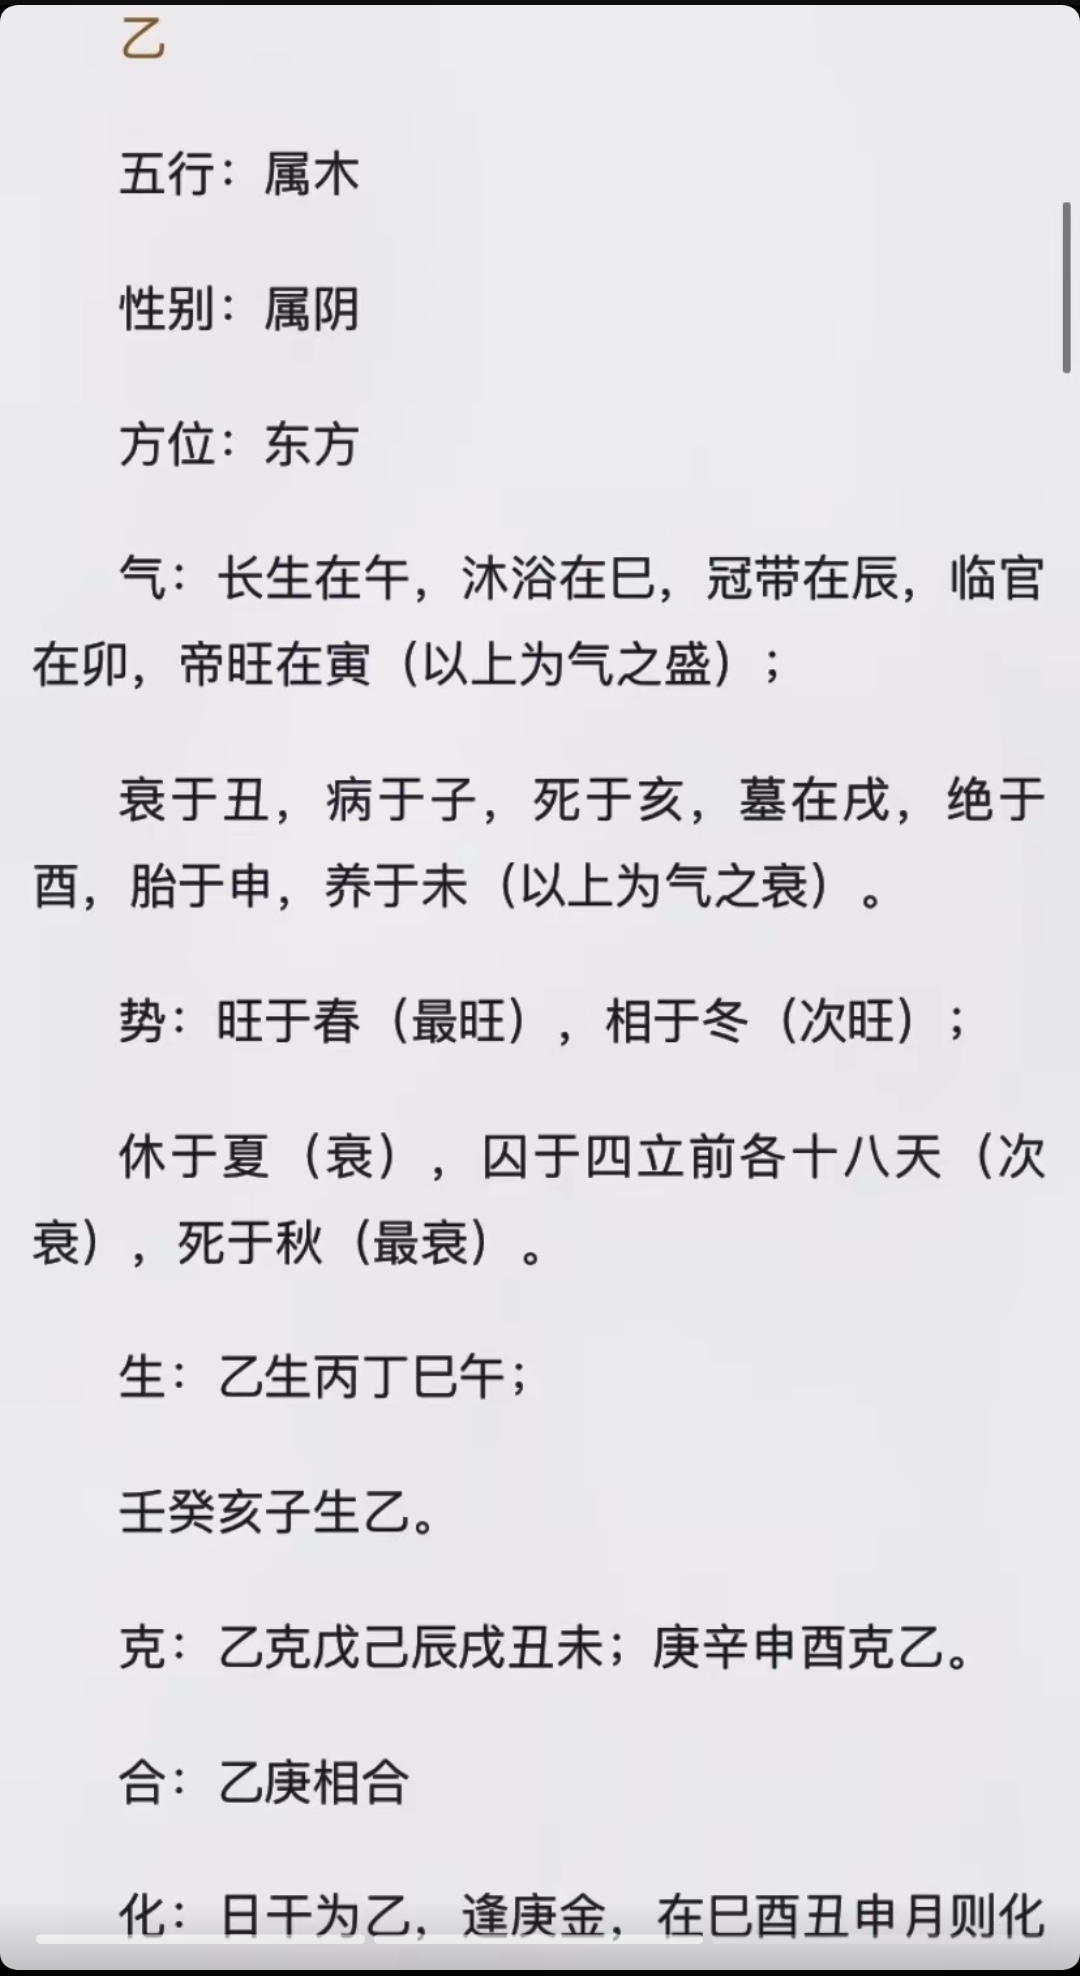 乙
五行：属木
性别：属阴
方位：东方
气：长生在午，沐浴在巳，冠带在辰，临官
在卯，帝旺在寅（以上为气之盛）；
衰于丑，病于子，死于亥，墓在戌，绝于
酉，胎于申，养于未（以上为气之衰）。
势：旺于春（最旺），相于冬（次旺）；
休于夏（衰），囚于四立前各十八天（次
衰），死于秋（最衰）。
生：乙生丙丁巳午；
壬癸亥子生乙。
克：乙克戊己辰戌丑未；庚辛申酉克乙。
合：乙庚相合
化：日干为乙，逢庚金，在巳酉丑申月则化